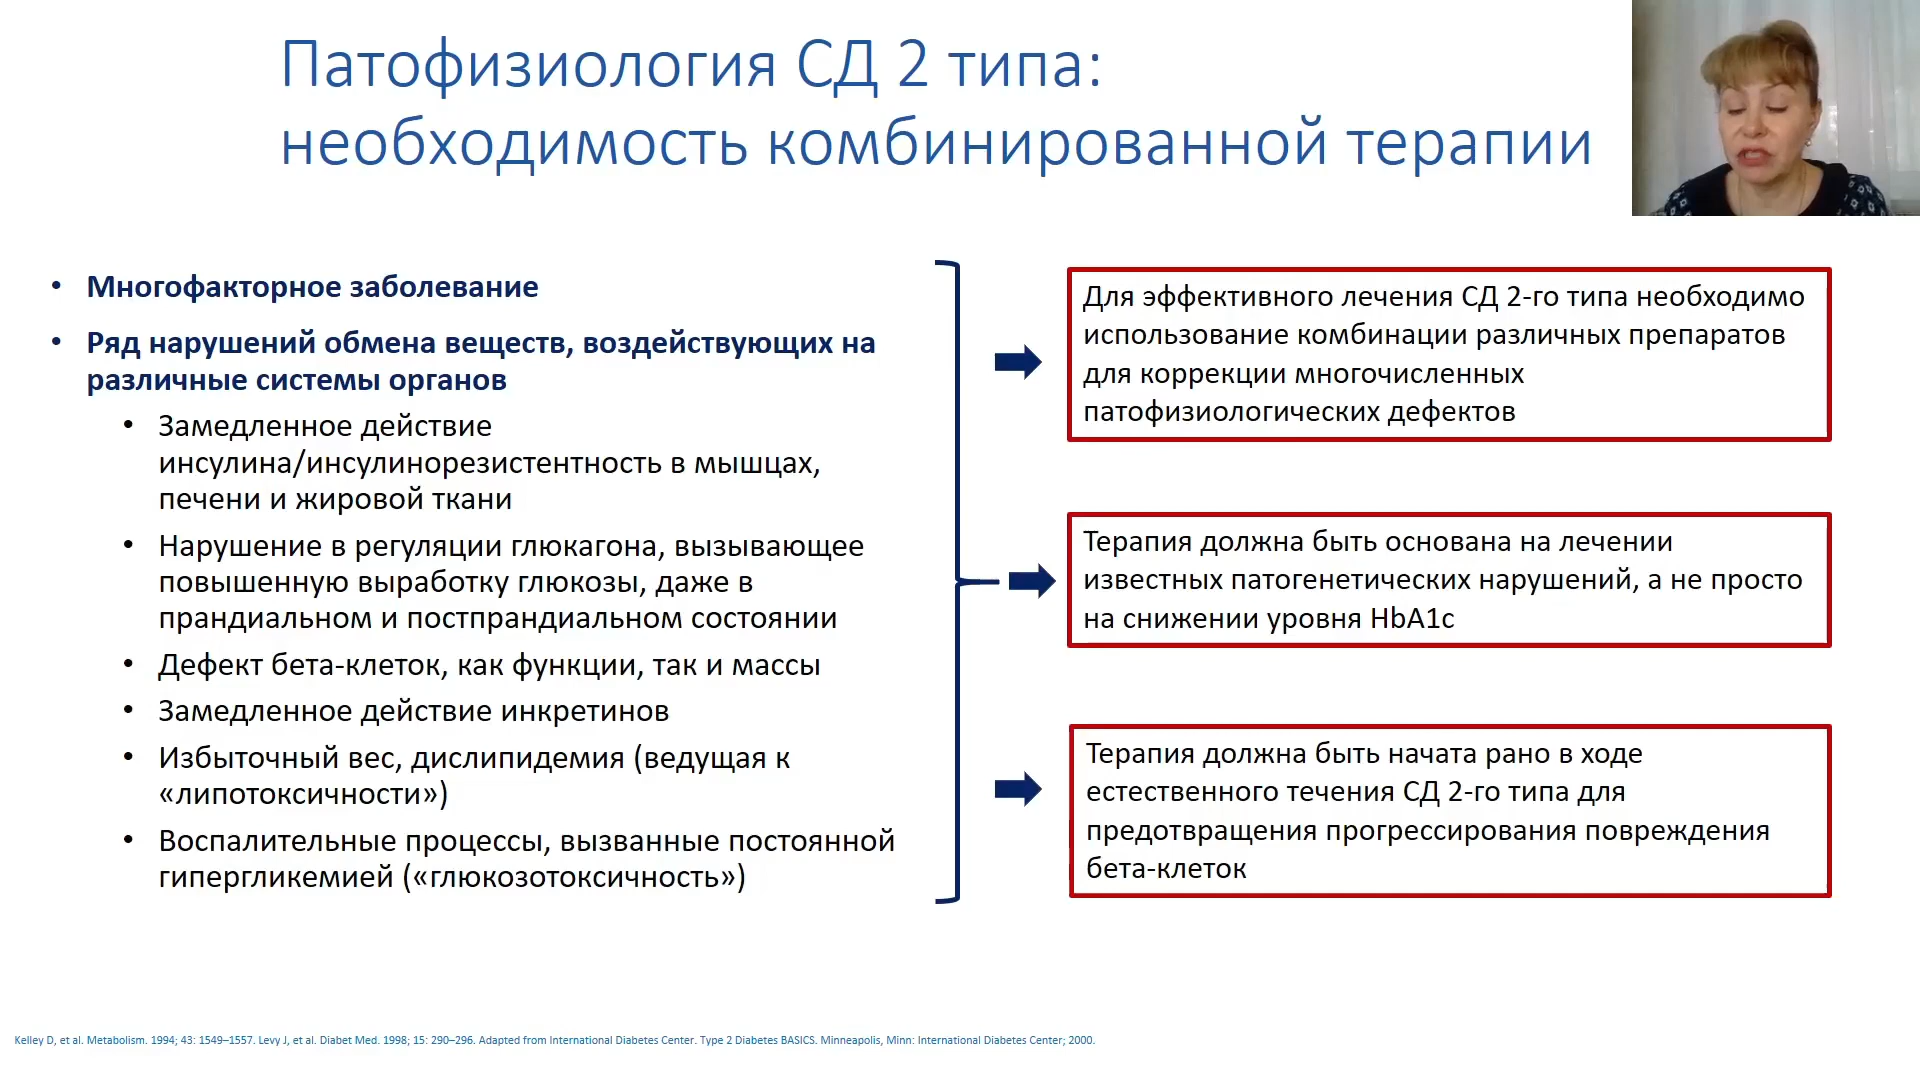 Патофизиология СД 2 типа:
необходимость комбинированной терапии
• Многофакторное заболевание
• Ряд нарушений обмена веществ, воздействующих на
различные системы органов
• Замедленное действие
инсулина/инсулинорезистентность в мышцах,
печени и жировой ткани
• Нарушение в регуляции глюкагона, вызывающее
повышенную выработку глюкозы, даже в
прандиальном и постпрандиальном состоянии
• Дефект бета-клеток, как функции, так и массы
• Замедленное действие инкретинов
• Избыточный вес, дислипидемия (ведущая к
«липотоксичности»)
• Воспалительные процессы, вызванные постоянной
гипергликемией («глюкозотоксичность»)
Для эффективного лечения СД 2-го типа необходимо
использование комбинации различных препаратов
для коррекции многочисленных
патофизиологических дефектов
Терапия должна быть основана на лечении
известных патогенетических нарушений, а не просто
на снижении уровня HbA1c
Терапия должна быть начата рано в ходе
естественного течения СД 2-го типа для
предотвращения прогрессирования повреждения
бета-клеток
Kelley D, et al. Metabolism. 1994; 43: 1549–1557. Levy J, et al. Diabet Med. 1998; 15: 290–296. Adapted from International Diabetes Center. Type 2 Diabetes BASICS. Minneapolis, Minn: International Diabetes Center; 2000.